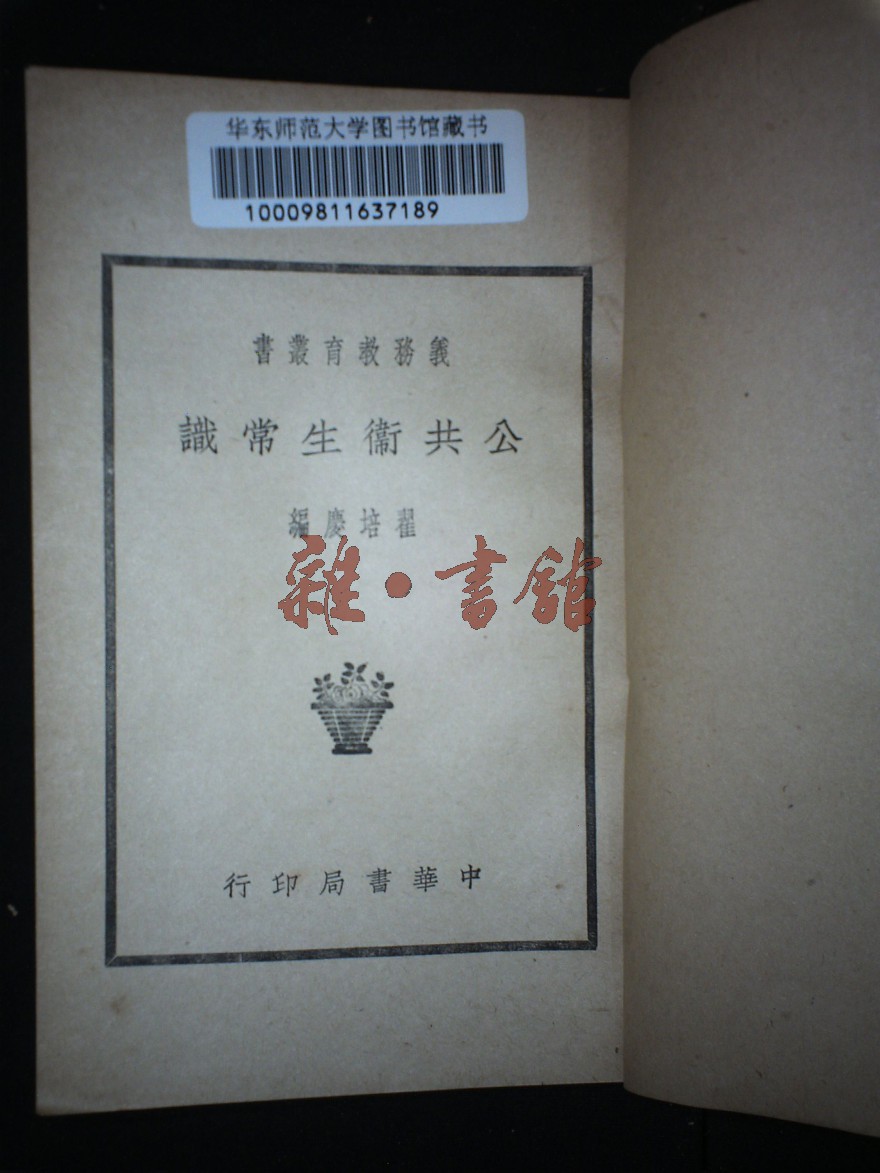 华东师范大学图书馆藏书
10009811637189
義務教育叢書
公共衞生常識
翟培慶編
雜·書館
中華書局印行